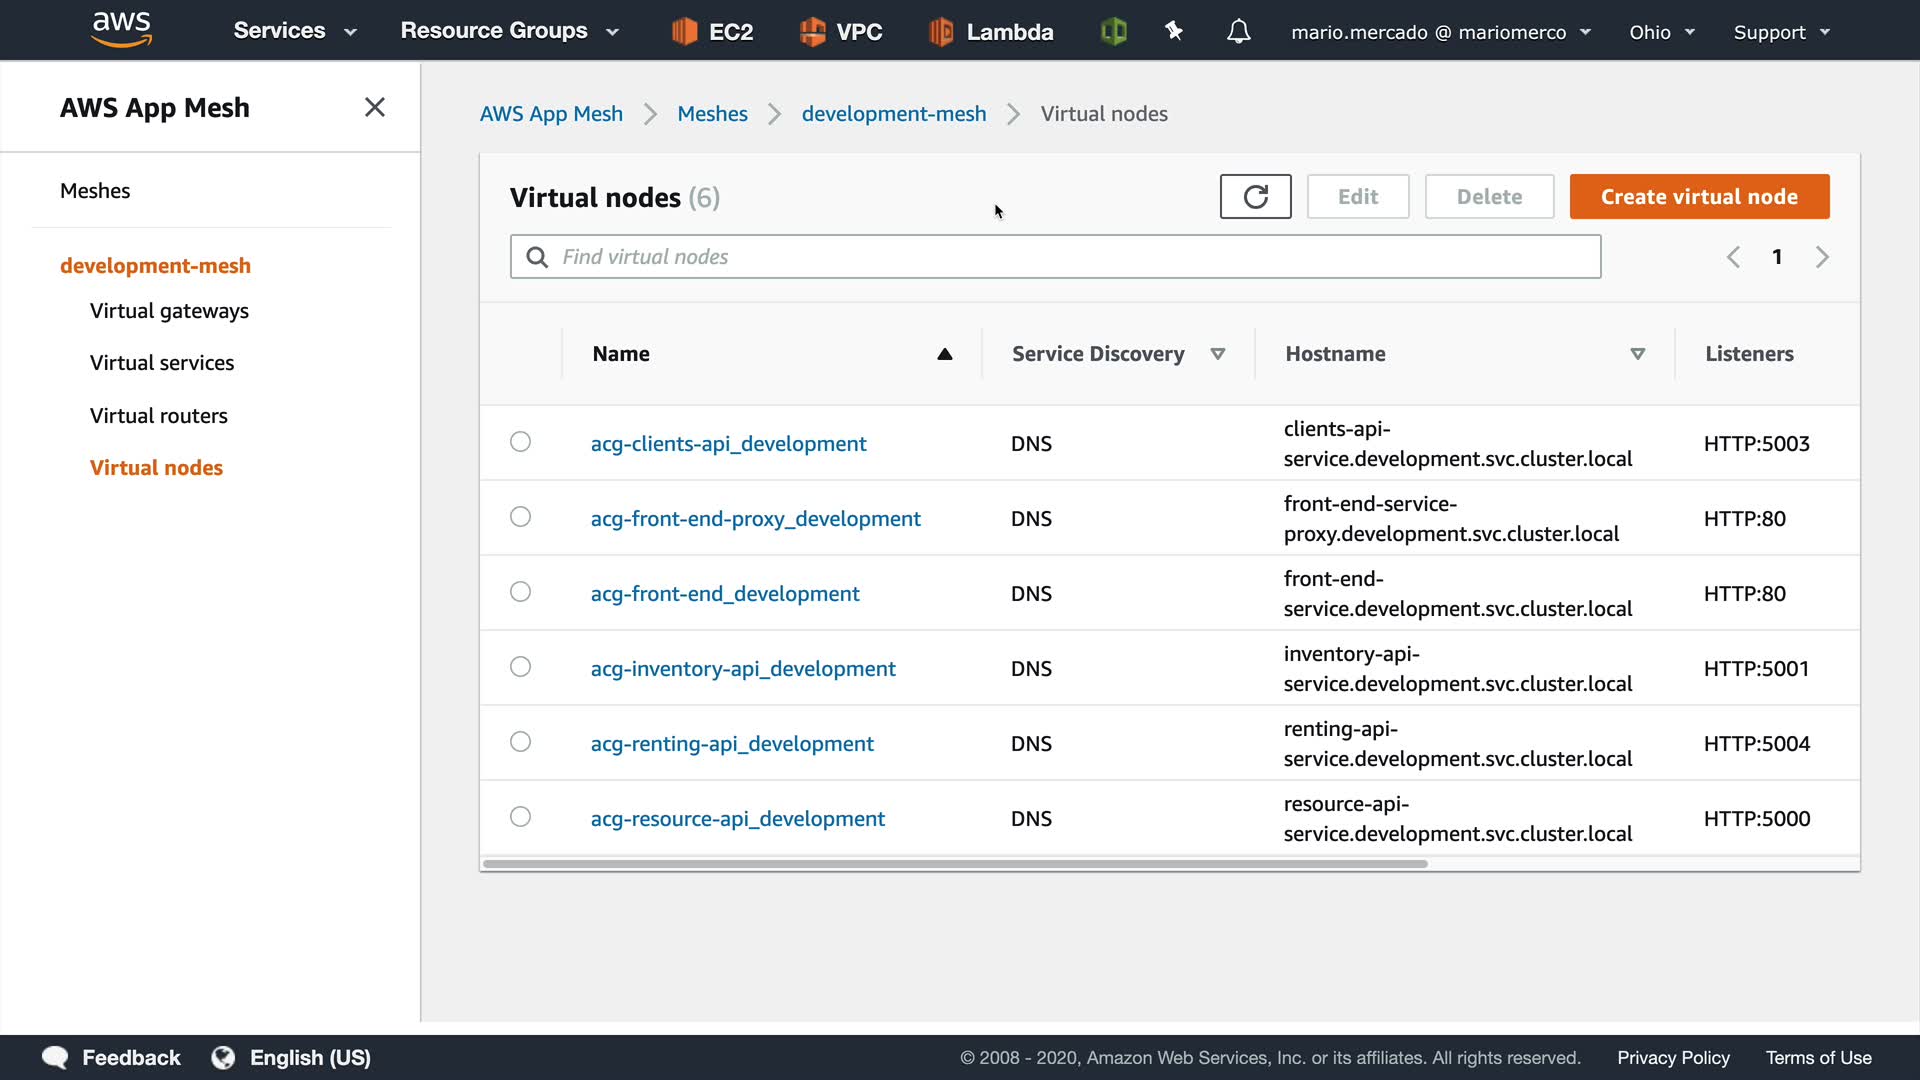 aws Services Resource Groups EC2 VPC Lambda mario.mercado @ mariomerco Ohio Support
AWS App Mesh
Meshes
development-mesh
Virtual gateways
Virtual services
Virtual routers
Virtual nodes
AWS App Mesh Meshes development-mesh Virtual nodes
Virtual nodes (6) Edit Delete Create virtual node
Find virtual nodes 1
Name Service Discovery Hostname Listeners
acg-clients-api_development DNS clients-api-
service.development.svc.cluster.local HTTP:5003
acg-front-end-proxy_development DNS front-end-service-
proxy.development.svc.cluster.local HTTP:80
acg-front-end_development DNS front-end-
service.development.svc.cluster.local HTTP:80
acg-inventory-api_development DNS inventory-api-
service.development.svc.cluster.local HTTP:5001
acg-renting-api_development DNS renting-api-
service.development.svc.cluster.local HTTP:5004
acg-resource-api_development DNS resource-api-
service.development.svc.cluster.local HTTP:5000
Feedback English (US) © 2008 - 2020, Amazon Web Services, Inc. or its affiliates. All rights reserved. Privacy Policy Terms of Use